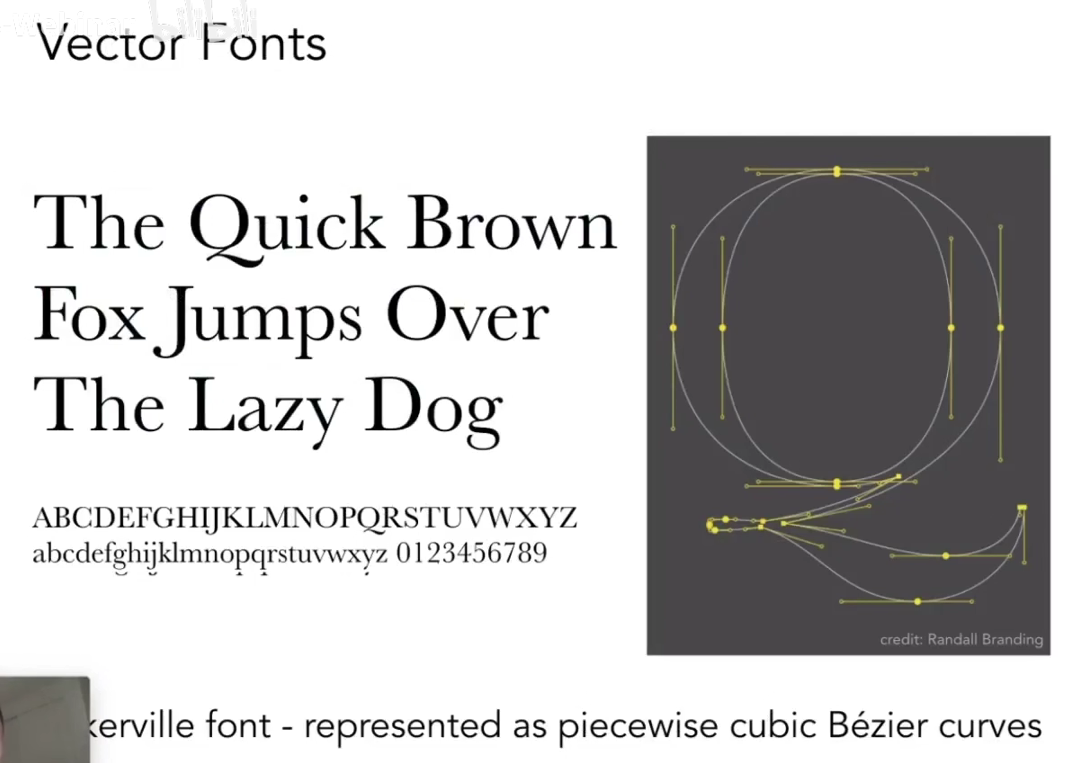 Vector Fonts
The Quick Brown
Fox Jumps Over
The Lazy Dog
ABCDEFGHIJKLMNOPQRSTUVWXYZ
abcdefghijklmnopqrstuvwxyz 0123456789
credit: Randall Branding
font - represented as piecewise cubic Bézier curves